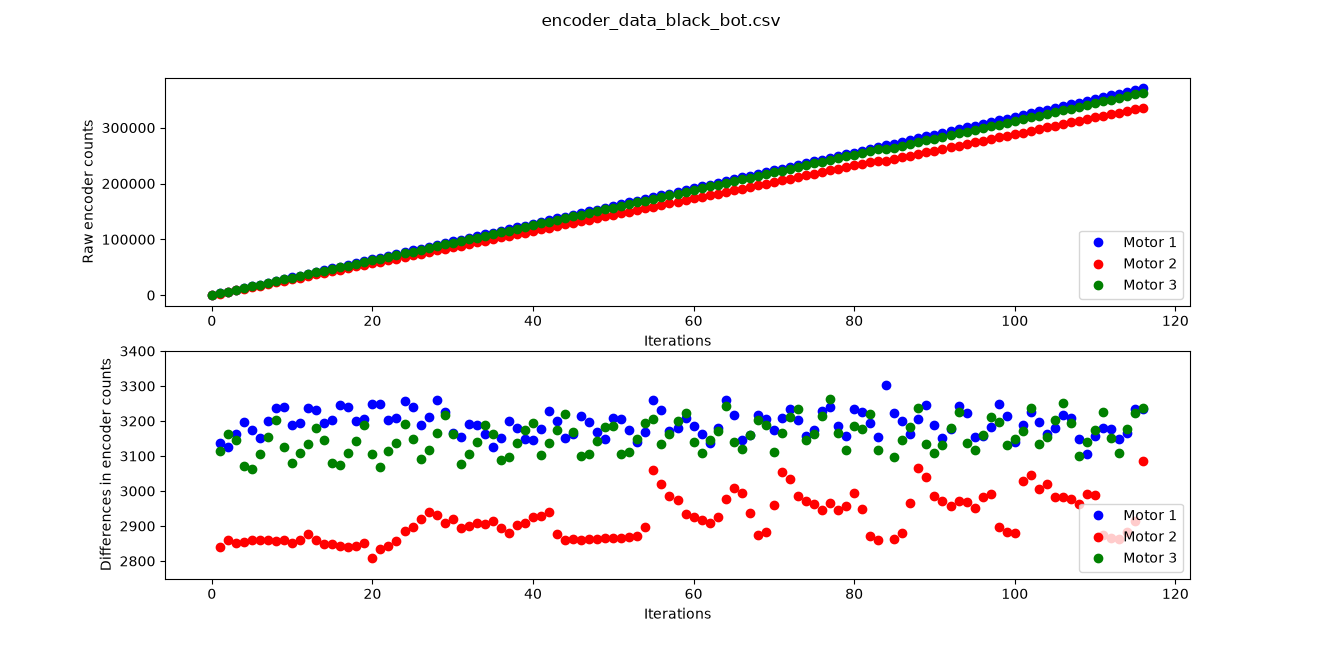 encoder_data_black_bot.csv
Raw encoder counts
300000
200000
100000
0
Motor 1
Motor 2
Motor 3
0 20 40 60 80 100 120
Iterations
Differences in encoder counts
3400
3300
3200
3100
3000
2900
2800
Motor 1
Motor 2
Motor 3
0 20 40 60 80 100 120
Iterations